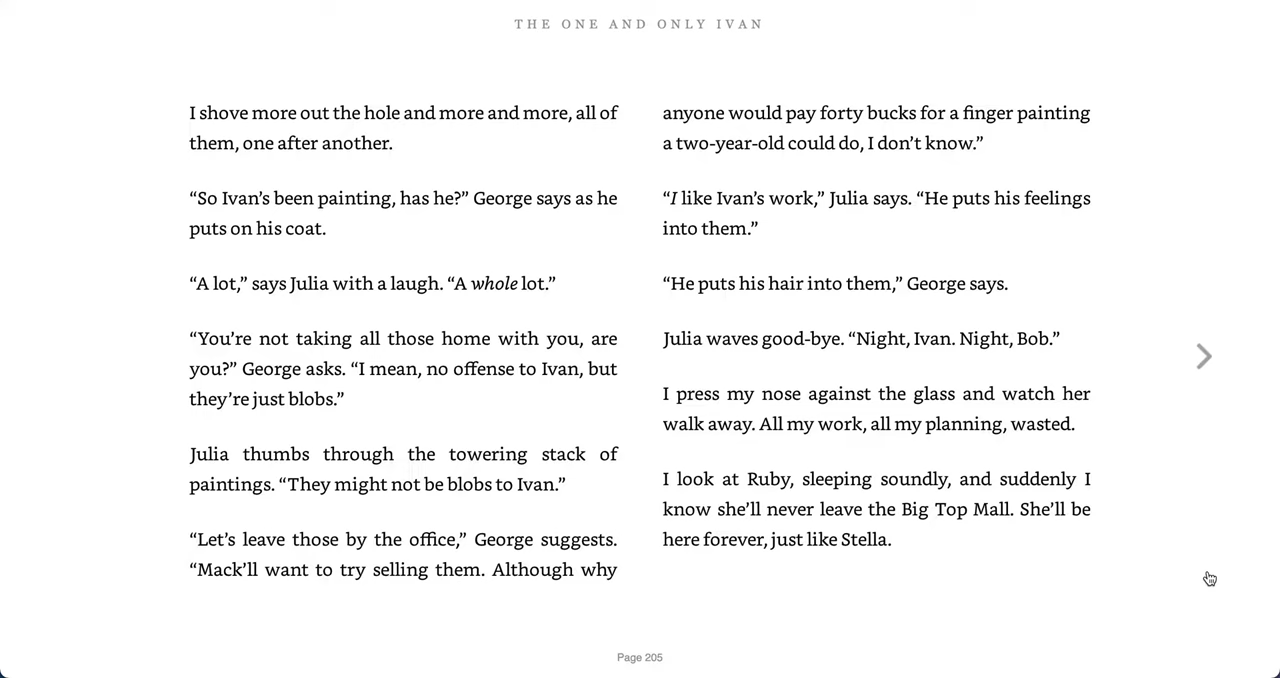 THE ONE AND ONLY IVAN
I shove more out the hole and more and more, all of
them, one after another.
“So Ivan’s been painting, has he?” George says as he
puts on his coat.
“A lot,” says Julia with a laugh. “A whole lot.”
“You’re not taking all those home with you, are
you?” George asks. “I mean, no offense to Ivan, but
they’re just blobs.”
Julia thumbs through the towering stack of
paintings. “They might not be blobs to Ivan.”
“Let’s leave those by the office,” George suggests.
“Mack’ll want to try selling them. Although why
anyone would pay forty bucks for a finger painting
a two-year-old could do, I don’t know.”
“I like Ivan’s work,” Julia says. “He puts his feelings
into them.”
“He puts his hair into them,” George says.
Julia waves good-bye. “Night, Ivan. Night, Bob.”
I press my nose against the glass and watch her
walk away. All my work, all my planning, wasted.
I look at Ruby, sleeping soundly, and suddenly I
know she’ll never leave the Big Top Mall. She’ll be
here forever, just like Stella.
Page 205